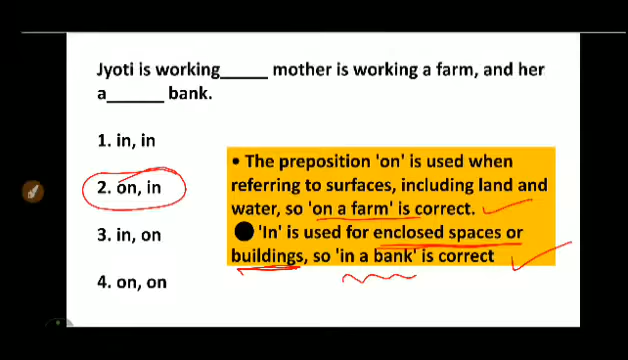 Jyoti is working_____ mother is working a farm, and her
a______ bank.
1. in, in
2. on, in
3. in, on
4. on, on
• The preposition 'on' is used when
referring to surfaces, including land and
water, so 'on a farm' is correct.
● 'In' is used for enclosed spaces or
buildings, so 'in a bank' is correct